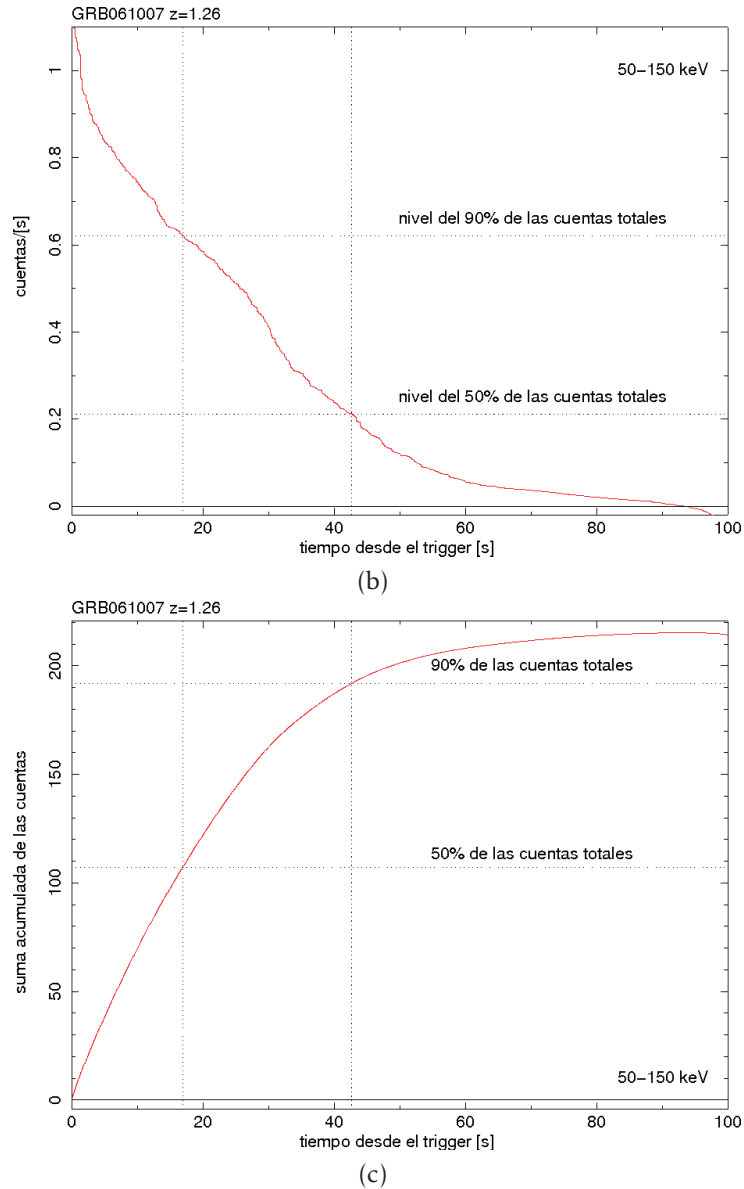 GRB061007 z=1.26
50−150 keV
1
0.8
nivel del 90% de las cuentas totales
0.6
cuentas/[s]
0.4
nivel del 50% de las cuentas totales
0.2
0
0 20 40 60 80 100
tiempo desde el trigger [s]
(b)
GRB061007 z=1.26
200
90% de las cuentas totales
150
suma acumulada de las cuentas
50% de las cuentas totales
100
50
50−150 keV
0
0 20 40 60 80 100
tiempo desde el trigger [s]
(c)